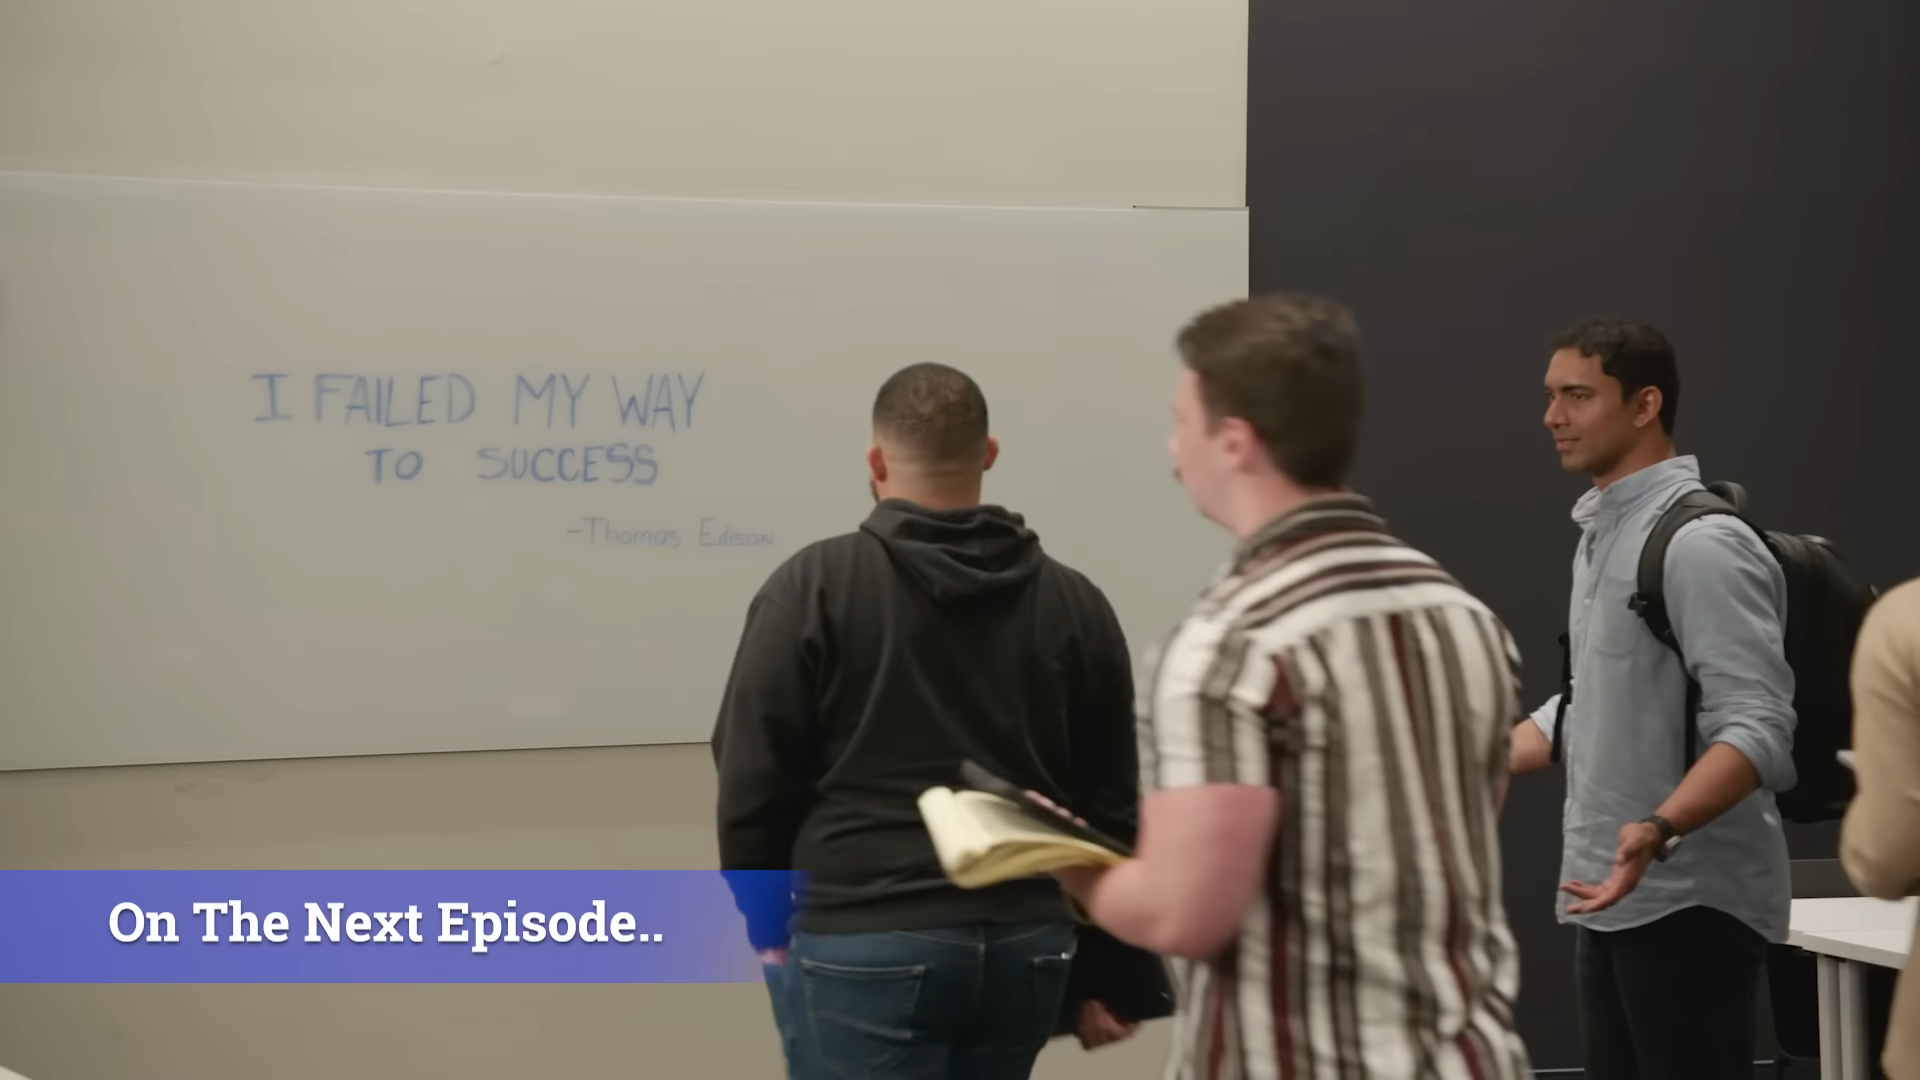 I FAILED MY WAY
TO SUCCESS
-Thomas Edison
On The Next Episode..